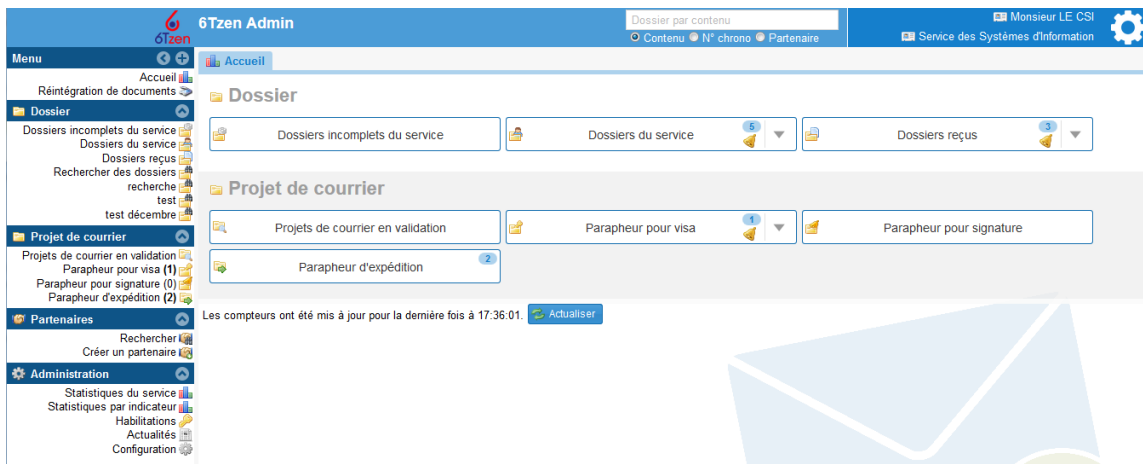 6Tzen
6Tzen Admin
Dossier par contenu
Contenu N° chrono Partenaire
Monsieur LE CSI
Service des Systèmes d'Information
Menu
Accueil
Réintégration de documents
Dossier
Dossiers incomplets du service
Dossiers du service
Dossiers reçus
Rechercher des dossiers
recherche
test
test décembre
Projet de courrier
Projets de courrier en validation
Parapheur pour visa (1)
Parapheur pour signature (0)
Parapheur d'expédition (2)
Partenaires
Rechercher
Créer un partenaire
Administration
Statistiques du service
Statistiques par indicateur
Habilitations
Actualités
Configuration
Accueil
Dossier
Dossiers incomplets du service
Dossiers du service 5
Dossiers reçus 3
Projet de courrier
Projets de courrier en validation
Parapheur pour visa 1
Parapheur pour signature
Parapheur d'expédition 2
Les compteurs ont été mis à jour pour la dernière fois à 17:36:01. Actualiser